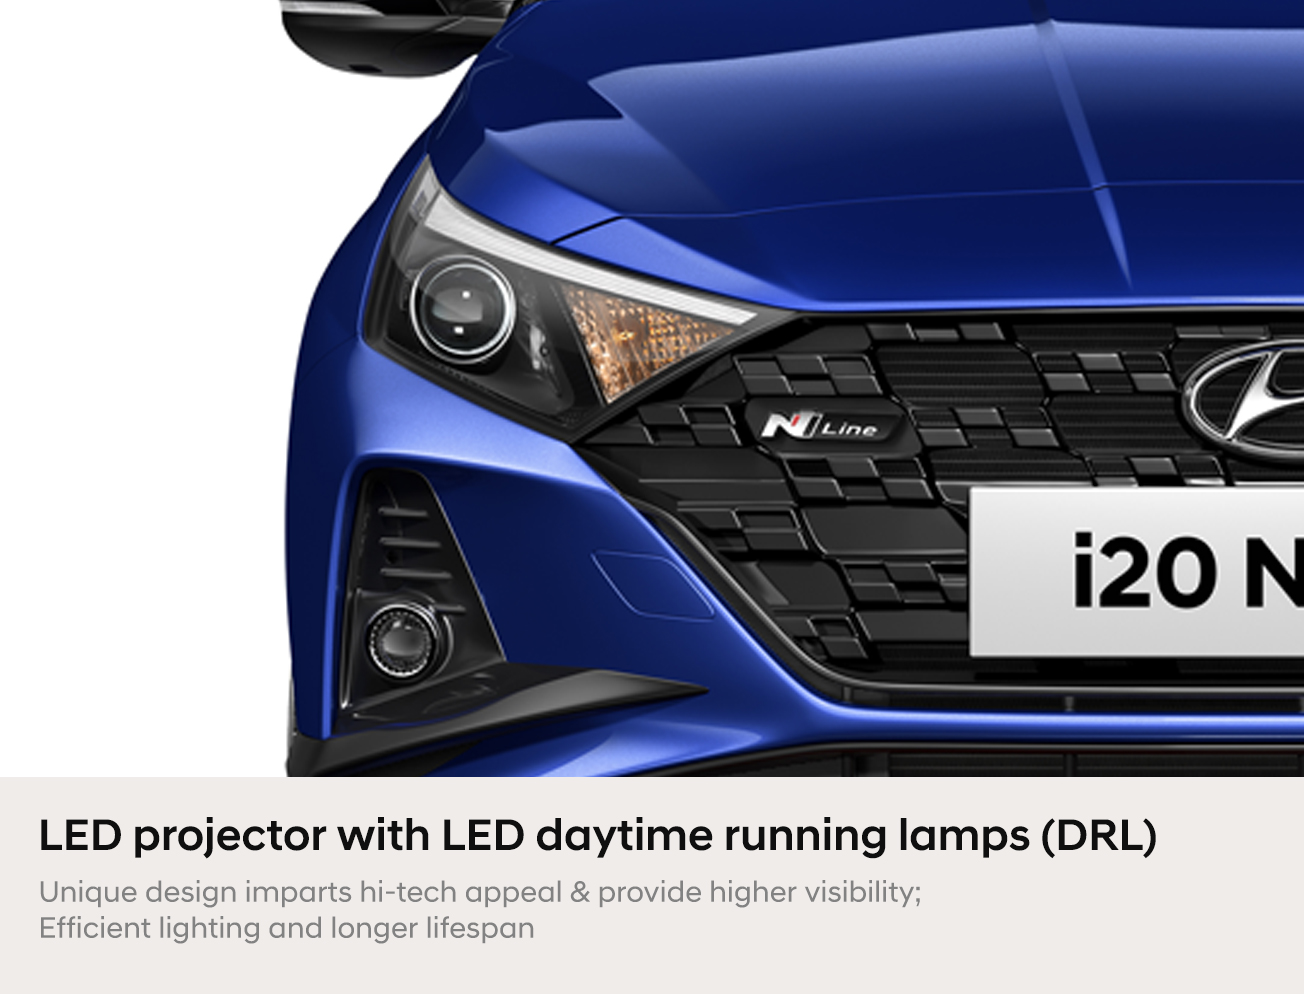 N Line
i20 N
LED projector with LED daytime running lamps (DRL)
Unique design imparts hi-tech appeal & provide higher visibility;
Efficient lighting and longer lifespan